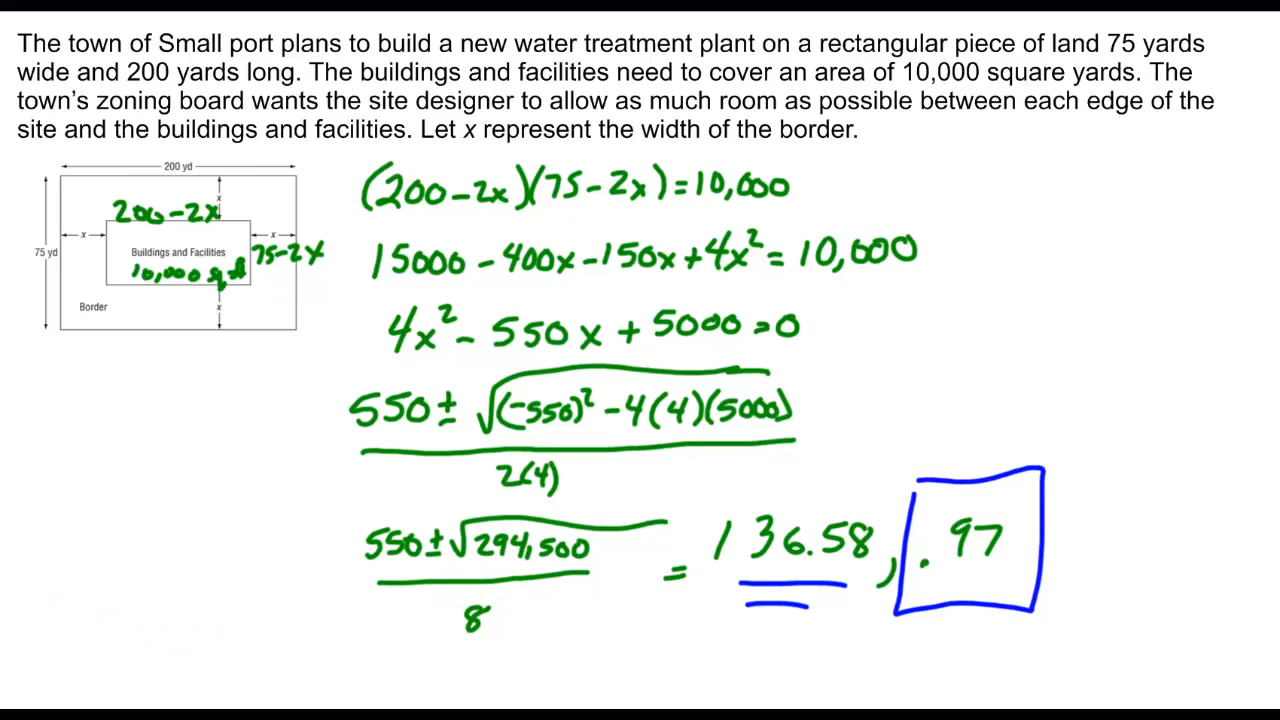 The town of Small port plans to build a new water treatment plant on a rectangular piece of land 75 yards
wide and 200 yards long. The buildings and facilities need to cover an area of 10,000 square yards. The
town's zoning board wants the site designer to allow as much room as possible between each edge of the
site and the buildings and facilities. Let x represent the width of the border.
200 yd
x
200-2x
x
x
75 yd
Buildings and Facilities
75-2x
10,000 sq
x
Border
(200-2x)(75-2x)=10,000
15000-400x-150x+4x²=10,000
4x²-550x+5000=0
550±√(-550)²-4(4)(5000)
2(4)
550±√294,500
8
= 136.58, .97